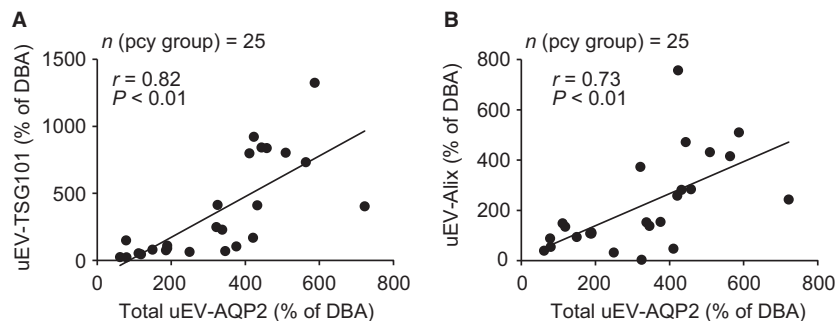 A
n (pcy group) = 25
r = 0.82
P < 0.01
uEV-TSG101 (% of DBA)
1500
1000
500
0
0 200 400 600 800
Total uEV-AQP2 (% of DBA)
B
n (pcy group) = 25
r = 0.73
P < 0.01
uEV-Alix (% of DBA)
800
600
400
200
0
0 200 400 600 800
Total uEV-AQP2 (% of DBA)